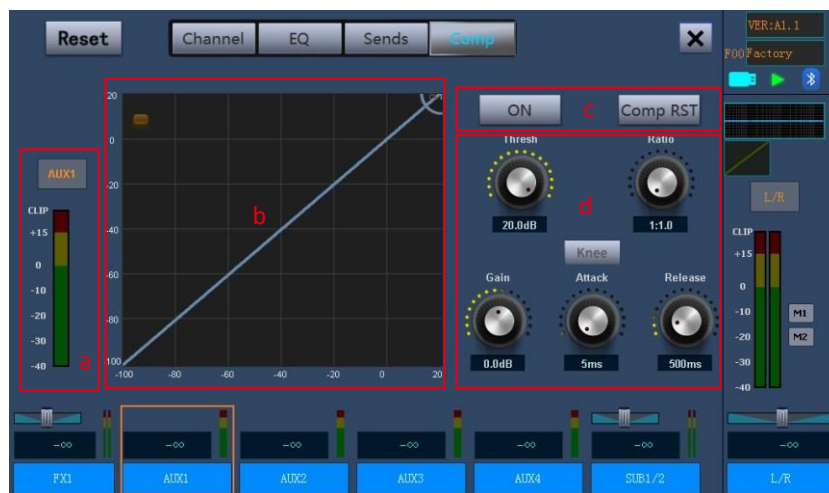 Reset
Channel
EQ
Sends
Comp
VER:A1.1
F00
Factory
AUX1
CLIP
+15
0
-10
-20
-30
-40
a
20
0
-20
-40
-60
-80
-100
-100
-80
-60
-40
-20
0
20
b
ON
c
Comp RST
Thresh
Ratio
20.0dB
d
1:1.0
Knee
Gain
Attack
Release
0.0dB
5ms
500ms
L/R
CLIP
+15
0
-10
-20
-30
-40
M1
M2
-∞
-∞
-∞
-∞
-∞
-∞
-∞
FX1
AUX1
AUX2
AUX3
AUX4
SUB1/2
L/R